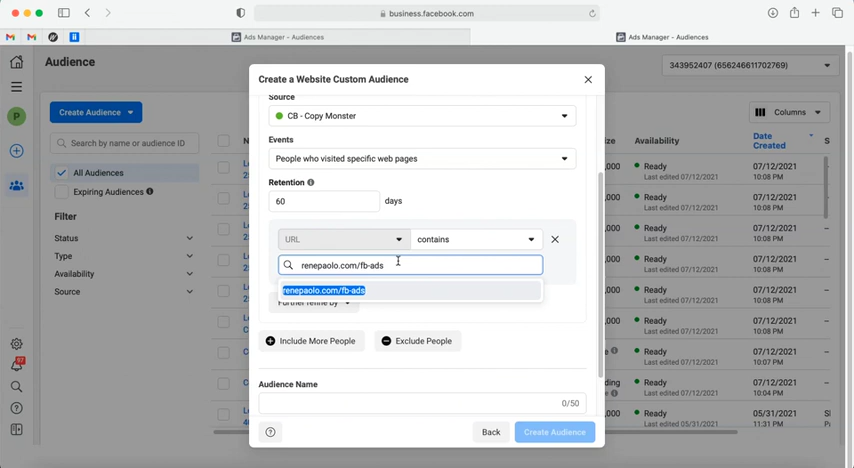 business.facebook.com
Ads Manager - Audiences
Ads Manager - Audiences
Audience
343952407 (656246611702769)
Create Audience
Columns
Search by name or audience ID
Availability
Date
Created
All Audiences
Expiring Audiences
Filter
Status
Type
Availability
Source
Create a Website Custom Audience
Source
CB - Copy Monster
Events
People who visited specific web pages
Retention
60 days
URL
contains
renepaolo.com/fb-ads
renepaolo.com/fb-ads
Further refine by
Include More People
Exclude People
Audience Name
0/50
Back
Create Audience
Ready
Last edited 07/12/2021
07/12/2021
10:08 PM
Ready
Last edited 07/12/2021
07/12/2021
10:08 PM
Ready
Last edited 07/12/2021
07/12/2021
10:08 PM
Ready
Last edited 07/12/2021
07/12/2021
10:08 PM
Ready
Last edited 07/12/2021
07/12/2021
10:08 PM
Ready
Last edited 07/12/2021
07/12/2021
10:08 PM
Ready
Last edited 07/12/2021
07/12/2021
10:07 PM
Ready
Last edited 07/12/2021
07/12/2021
10:04 PM
Ready
Last edited 05/31/2021
05/31/2021
11:31 PM
P
97